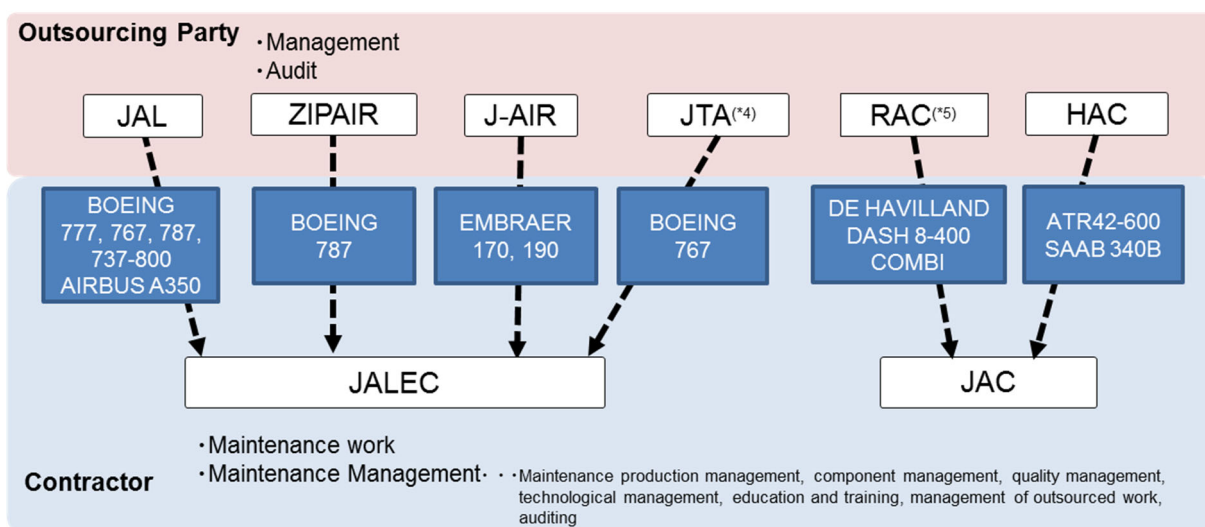 Outsourcing Party
・Management
・Audit
JAL
ZIPAIR
J-AIR
JTA(*4)
RAC(*5)
HAC
BOEING
777, 767, 787,
737-800
AIRBUS A350
BOEING
787
EMBRAER
170, 190
BOEING
767
DE HAVILLAND
DASH 8-400
COMBI
ATR42-600
SAAB 340B
JALEC
JAC
・Maintenance work
・Maintenance Management・・・Maintenance production management, component management, quality management,
technological management, education and training, management of outsourced work,
auditing
Contractor